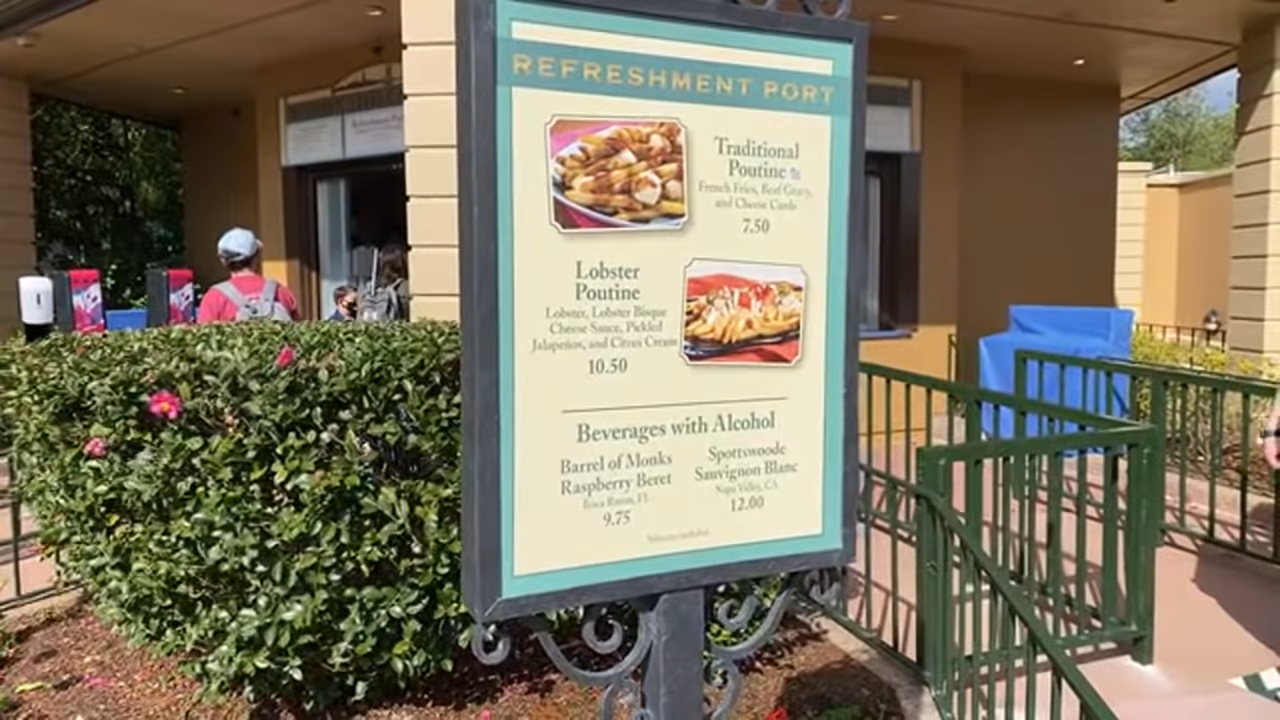 REFRESHMENT PORT
Traditional
Poutine
French Fries, Beef Gravy,
and Cheese Curds
7.50
Lobster
Poutine
Lobster, Lobster Bisque
Cheese Sauce, Pickled
Jalapeños, and Citrus Cream
10.50
Beverages with Alcohol
Barrel of Monks
Raspberry Beret
Boca Raton, FL
9.75
Spottswoode
Sauvignon Blanc
Napa Valley, CA
12.00